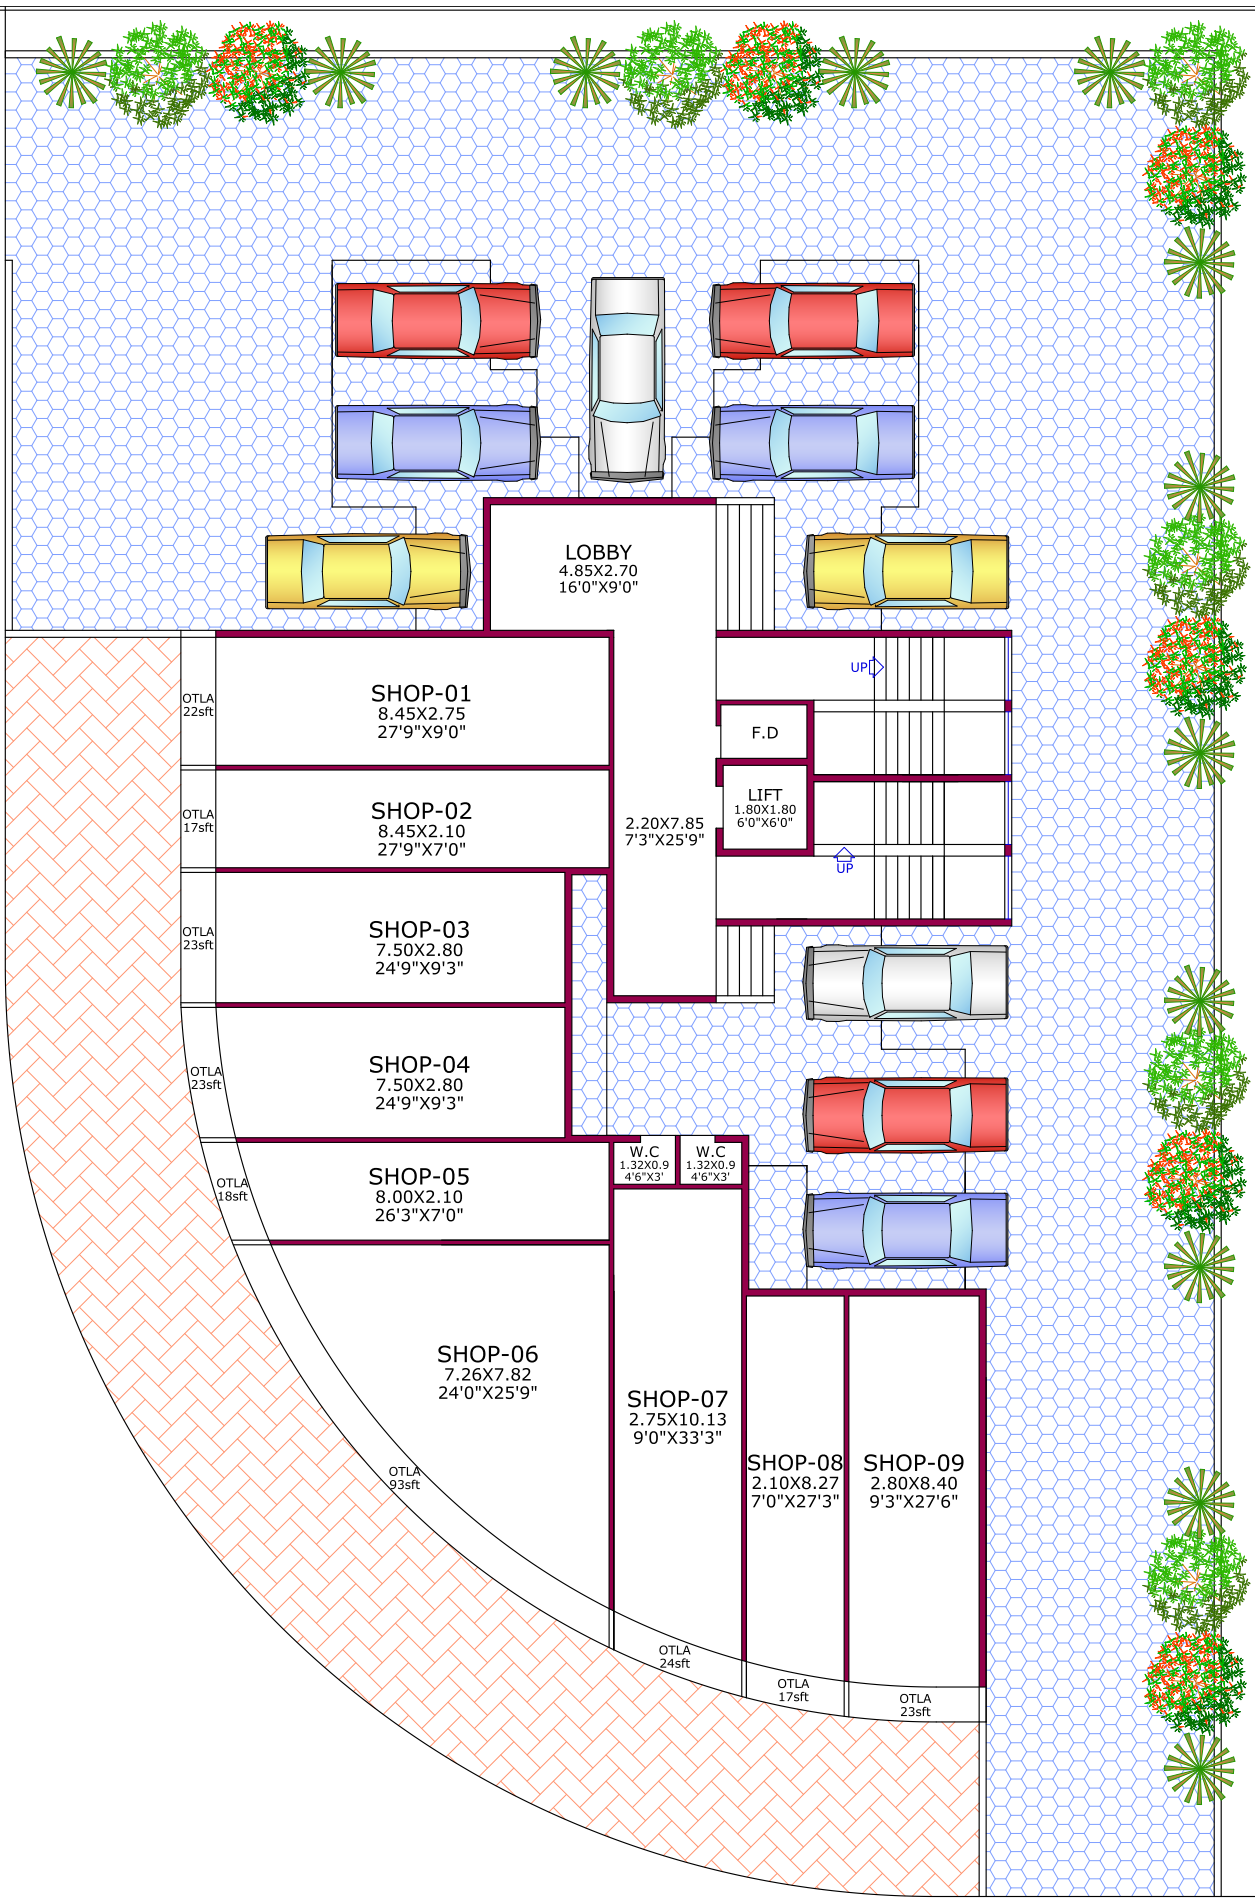 LOBBY
4.85X2.70
16'0"X9'0"
UP
OTLA
22sft
SHOP-01
8.45X2.75
27'9"X9'0"
F.D
LIFT
1.80X1.80
6'0"X6'0"
OTLA
17sft
SHOP-02
8.45X2.10
27'9"X7'0"
2.20X7.85
7'3"X25'9"
UP
OTLA
23sft
SHOP-03
7.50X2.80
24'9"X9'3"
OTLA
23sft
SHOP-04
7.50X2.80
24'9"X9'3"
W.C
1.32X0.9
4'6"X3'
W.C
1.32X0.9
4'6"X3'
OTLA
18sft
SHOP-05
8.00X2.10
26'3"X7'0"
SHOP-06
7.26X7.82
24'0"X25'9"
SHOP-07
2.75X10.13
9'0"X33'3"
SHOP-08
2.10X8.27
7'0"X27'3"
SHOP-09
2.80X8.40
9'3"X27'6"
OTLA
93sft
OTLA
24sft
OTLA
17sft
OTLA
23sft